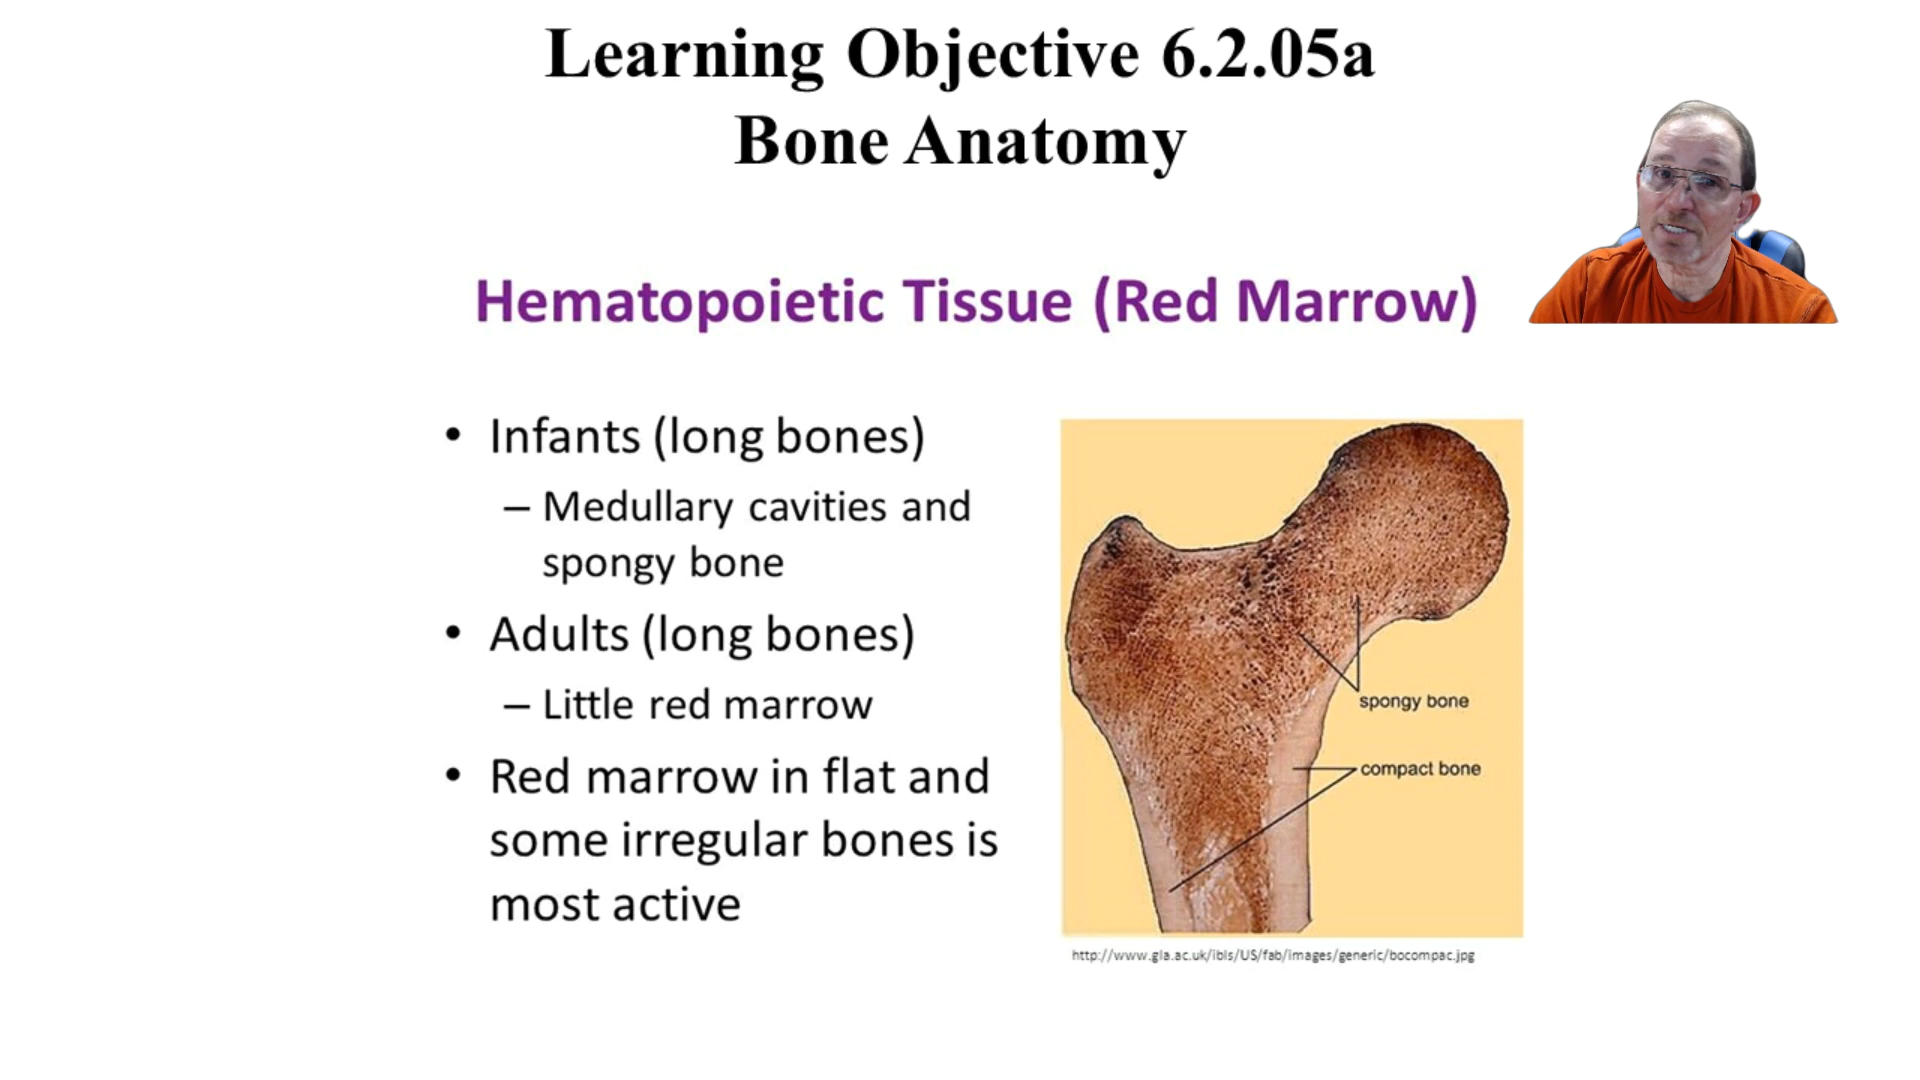 Learning Objective 6.2.05a
Bone Anatomy
Hematopoietic Tissue (Red Marrow)
• Infants (long bones)
– Medullary cavities and
spongy bone
• Adults (long bones)
– Little red marrow
• Red marrow in flat and
some irregular bones is
most active
spongy bone
compact bone
http://www.gla.ac.uk/ibls/US/fab/images/generic/bocompac.jpg